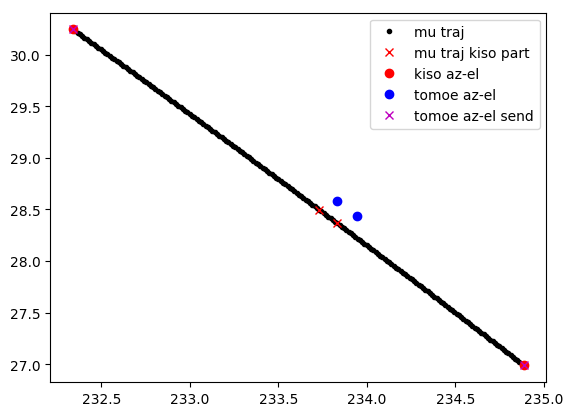 mu traj
mu traj kiso part
kiso az-el
tomoe az-el
tomoe az-el send
30.0
29.5
29.0
28.5
28.0
27.5
27.0
232.5 233.0 233.5 234.0 234.5 235.0